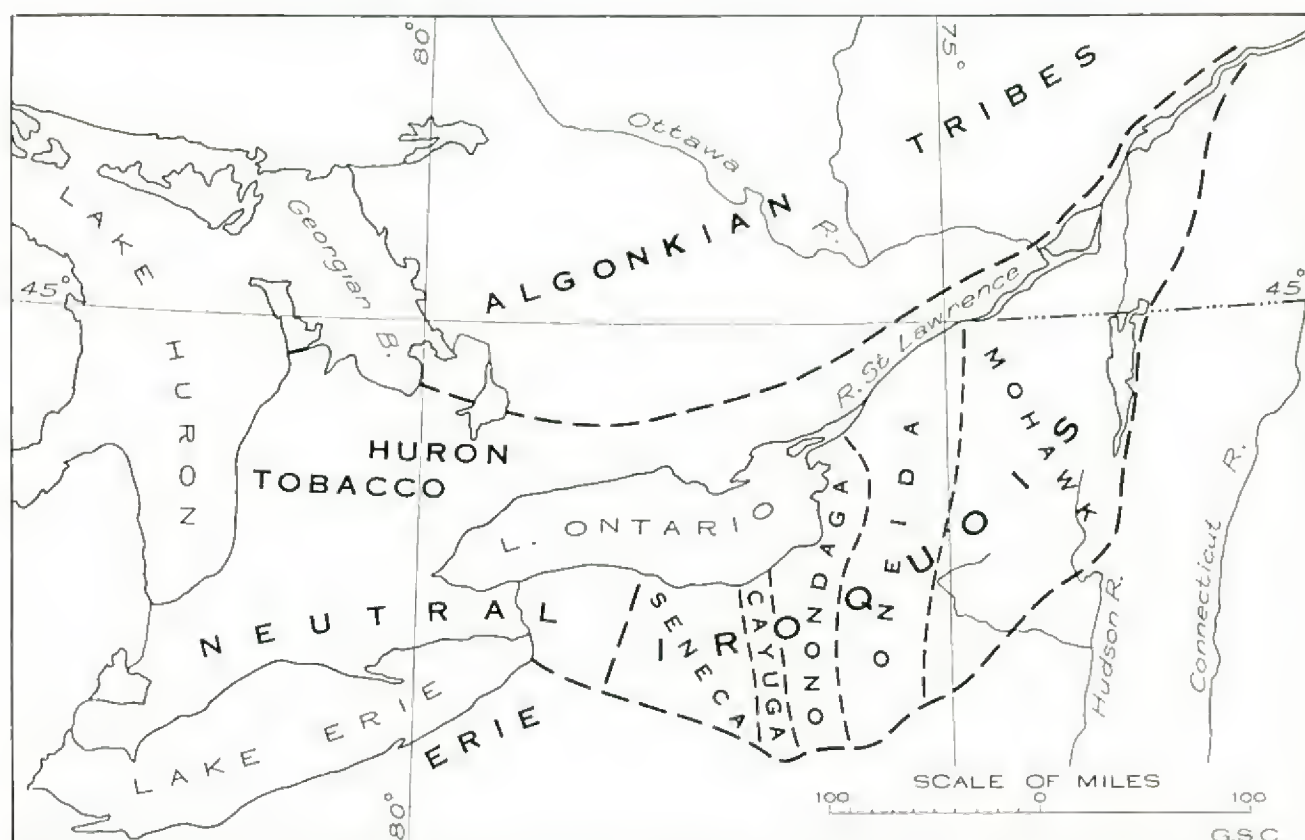 80°
75°
TRIBES
Ottawa R.
LAKE HURON
Georgian B.
ALGONKIAN
45°
45°
R. St Lawrence
MOHAWK
HURON
TOBACCO
L. ONTARIO
ONEIDA
ONONDAGA
IROQUOIS
NEUTRAL
SENECA
CAYUGA
Hudson R.
Connecticut R.
LAKE ERIE
ERIE
80°
SCALE OF MILES
100 0 100
G.S.C.